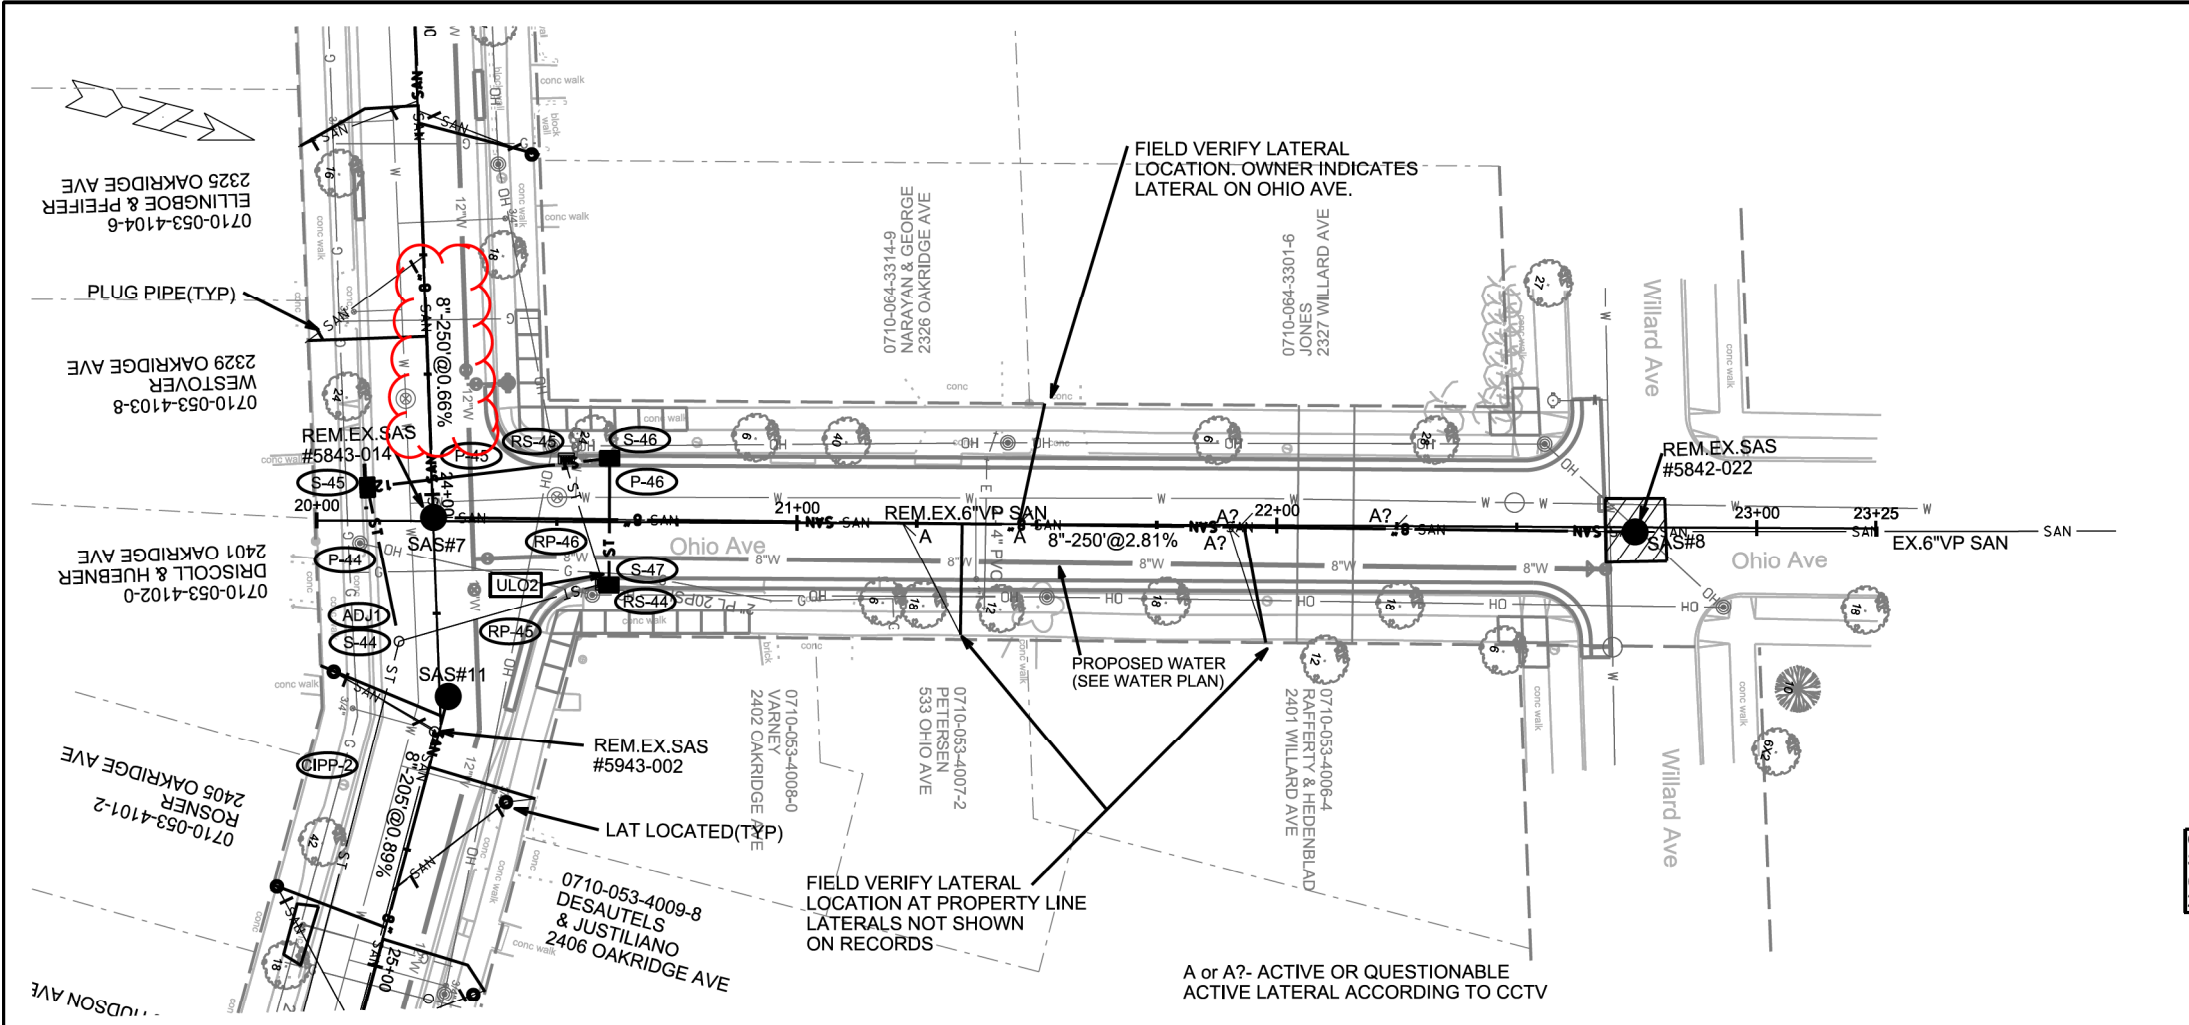 FIELD VERIFY LATERAL
LOCATION. OWNER INDICATES
LATERAL ON OHIO AVE.
2325 OAKRIDGE AVE
ELLINGBOE & PFEIFER
0710-053-4104-6
PLUG PIPE(TYP)
2329 OAKRIDGE AVE
WESTOVER
0710-053-4103-8
8"-250'@0.66%
0710-064-3314-9
NARAYAN & GEORGE
2326 OAKRIDGE AVE
0710-064-3301-6
JONES
2327 WILLARD AVE
Willard Ave
REM.EX.SAS
#5843-014
P-45
RS-45
S-46
S-45
P-46
REM.EX.SAS
#5842-022
20+00
24+00
21+00
REM.EX.6"VP SAN
22+00
23+00
23+25
A
A
A?
A?
A?
8"-250'@2.81%
SAS#7
SAS#8
EX.6"VP SAN
Ohio Ave
Ohio Ave
2401 OAKRIDGE AVE
DRISCOLL & HUEBNER
0710-053-4102-0
P-44
RP-46
S-47
ULO2
RS-44
ADJ1
S-44
RP-45
4" PVC
PROPOSED WATER
(SEE WATER PLAN)
SAS#11
REM.EX.SAS
#5943-002
CIPP-2
2405 OAKRIDGE AVE
ROSNER
0710-053-4101-2
8"-205'@0.89%
LAT LOCATED(TYP)
0710-053-4008-0
VARNEY
2402 OAKRIDGE AVE
0710-053-4007-2
PETERSEN
533 OHIO AVE
0710-053-4006-4
RAFFERTY & HEDENBLAD
2401 WILLARD AVE
Willard Ave
0710-053-4009-8
DESAUTELS
& JUSTILIANO
2406 OAKRIDGE AVE
FIELD VERIFY LATERAL
LOCATION AT PROPERTY LINE
LATERALS NOT SHOWN
ON RECORDS
25+00
HUDSON AVE
A or A?- ACTIVE OR QUESTIONABLE
ACTIVE LATERAL ACCORDING TO CCTV